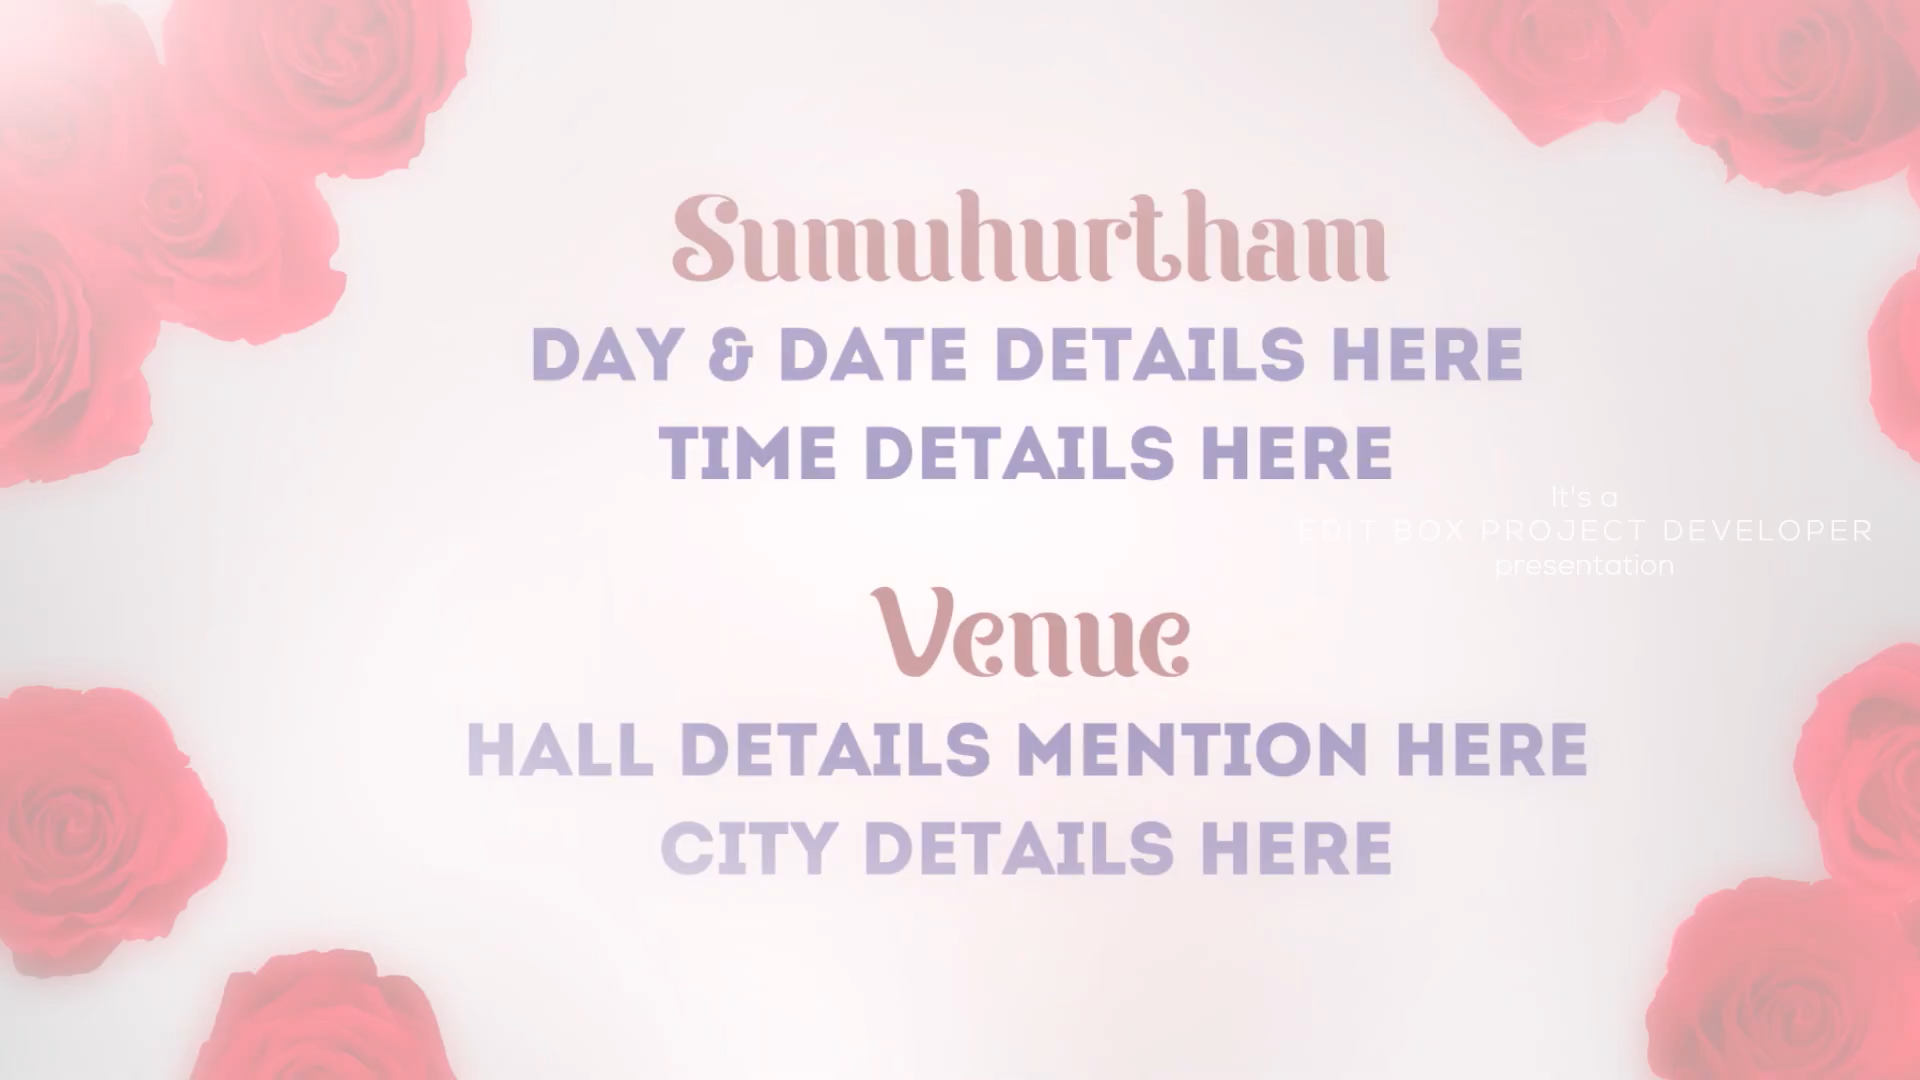 Sumuhurtham
DAY & DATE DETAILS HERE
TIME DETAILS HERE
It's a
EDIT BOX PROJECT DEVELOPER
presentation
Venue
HALL DETAILS MENTION HERE
CITY DETAILS HERE